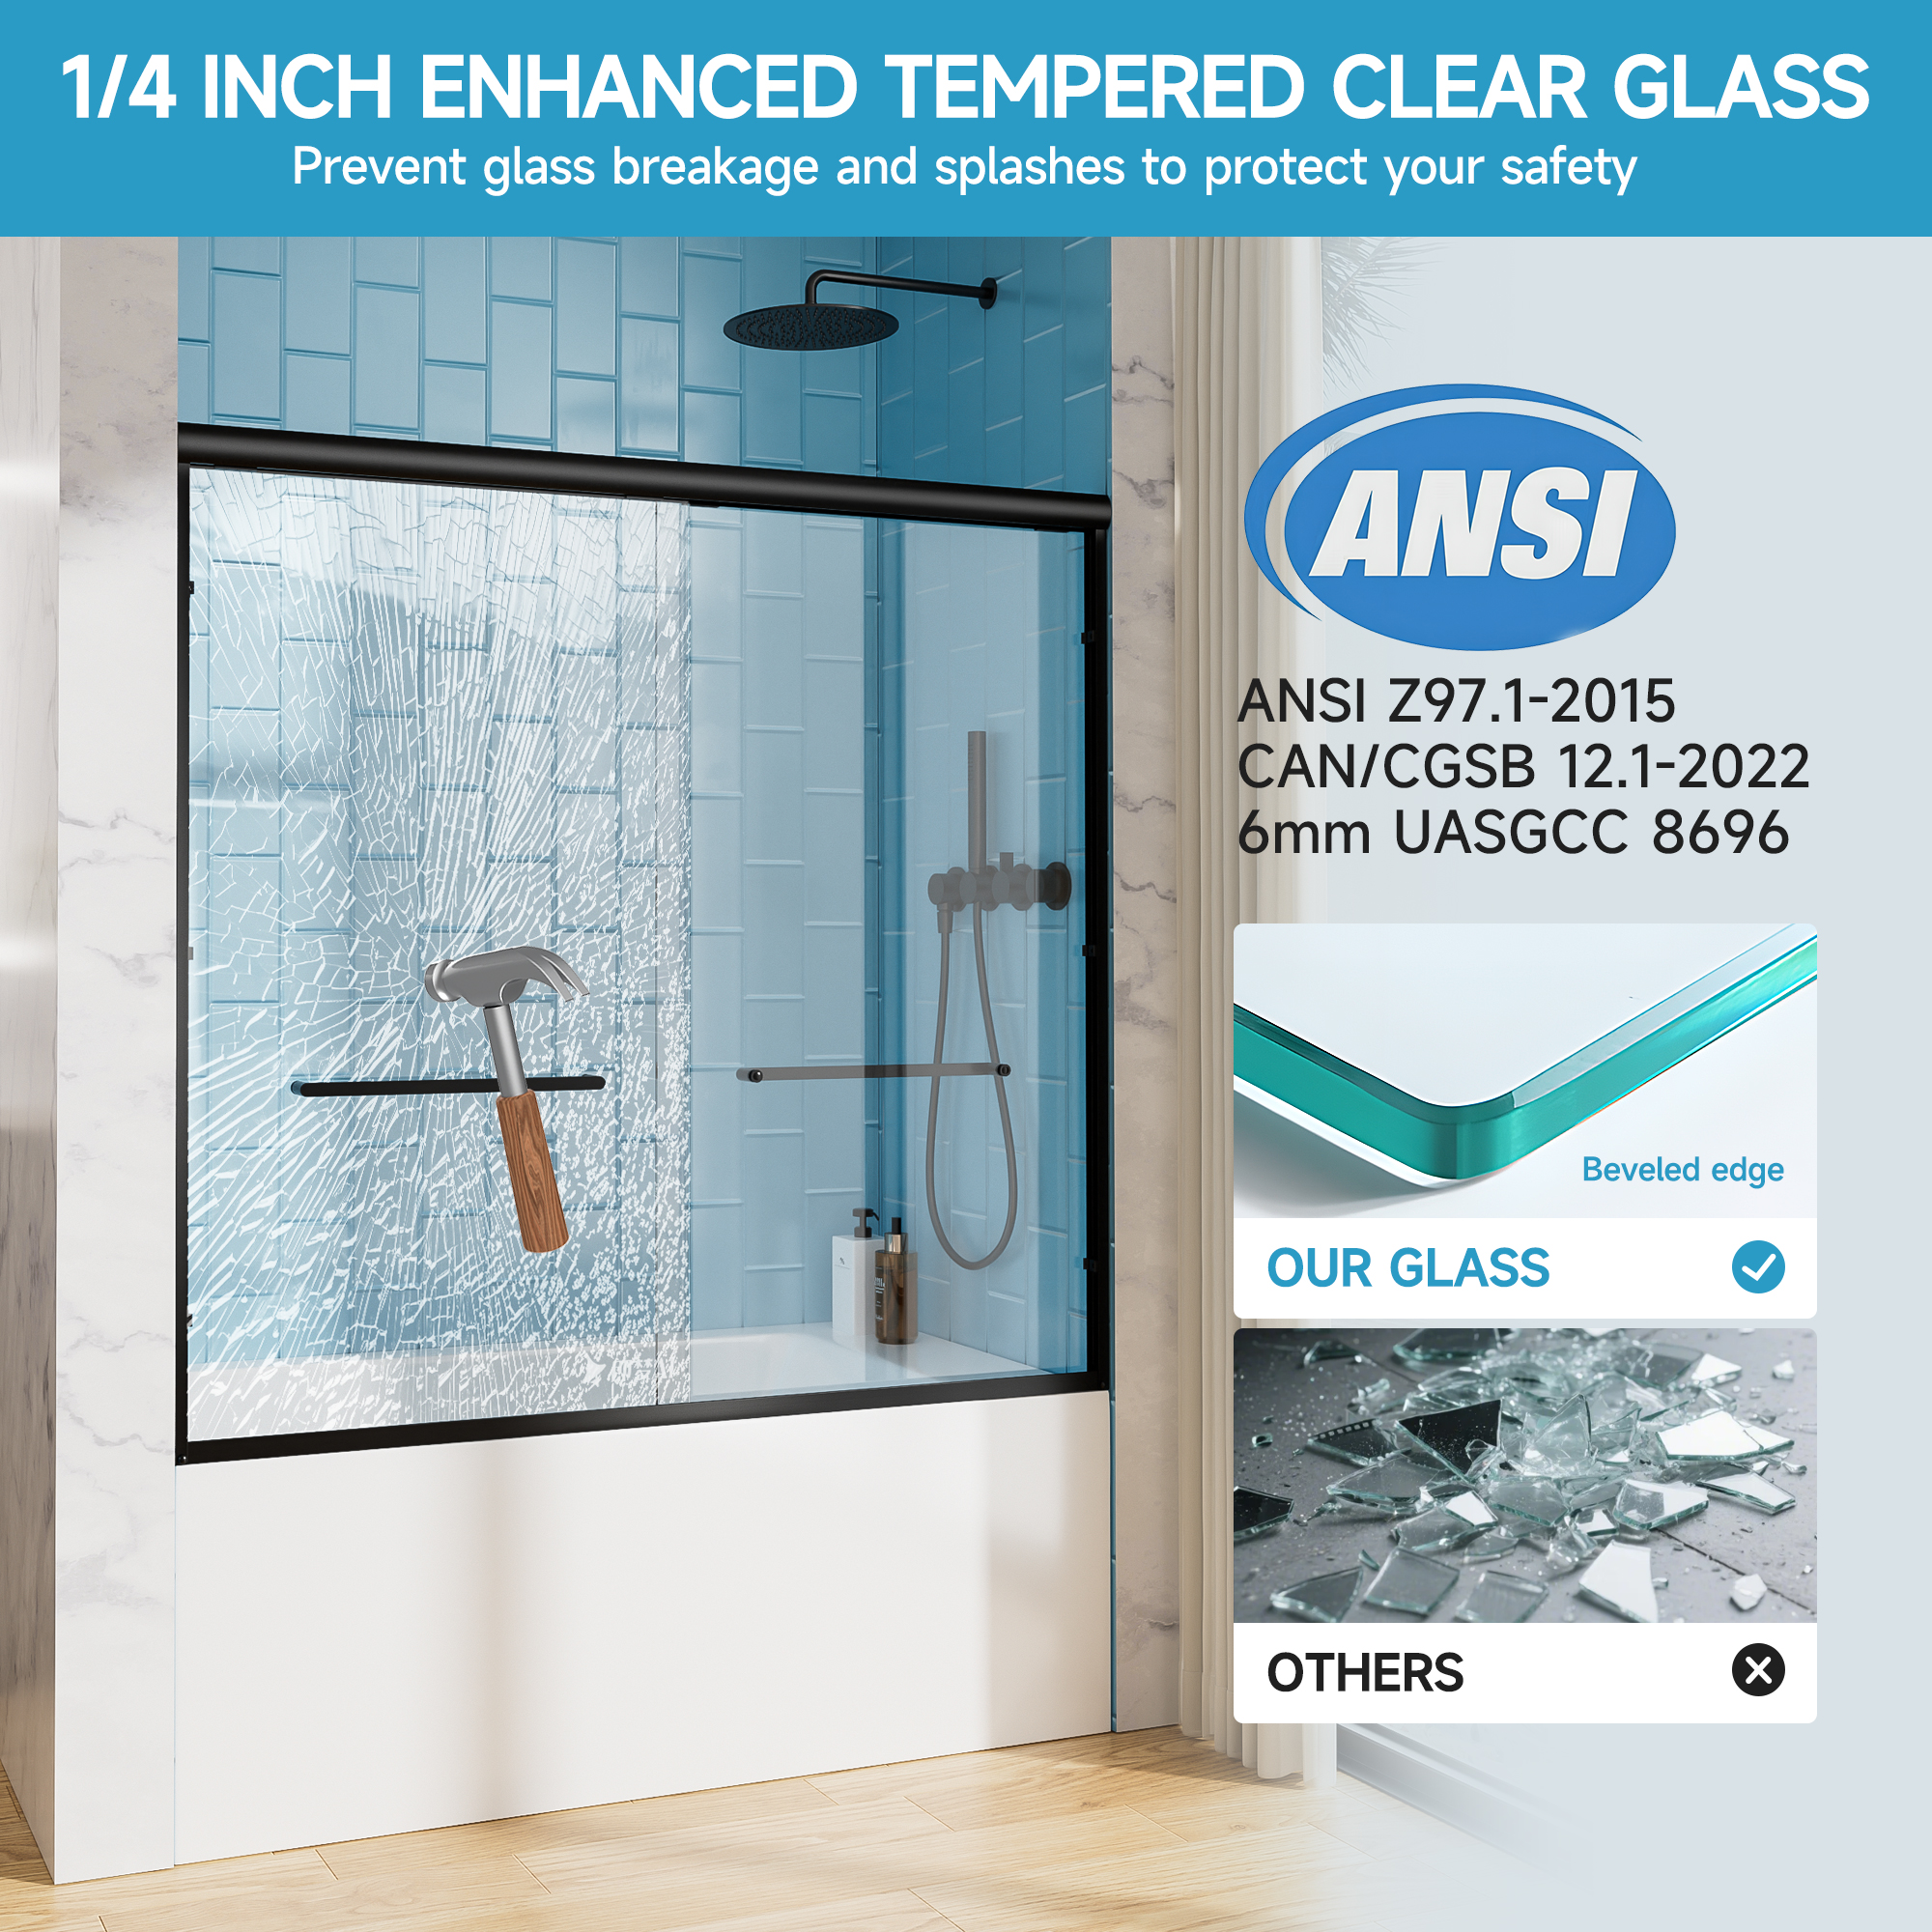 1/4 INCH ENHANCED TEMPERED CLEAR GLASS
Prevent glass breakage and splashes to protect your safety
ANSI
ANSI Z97.1-2015
CAN/CGSB 12.1-2022
6mm UASGCC 8696
Beveled edge
OUR GLASS
OTHERS